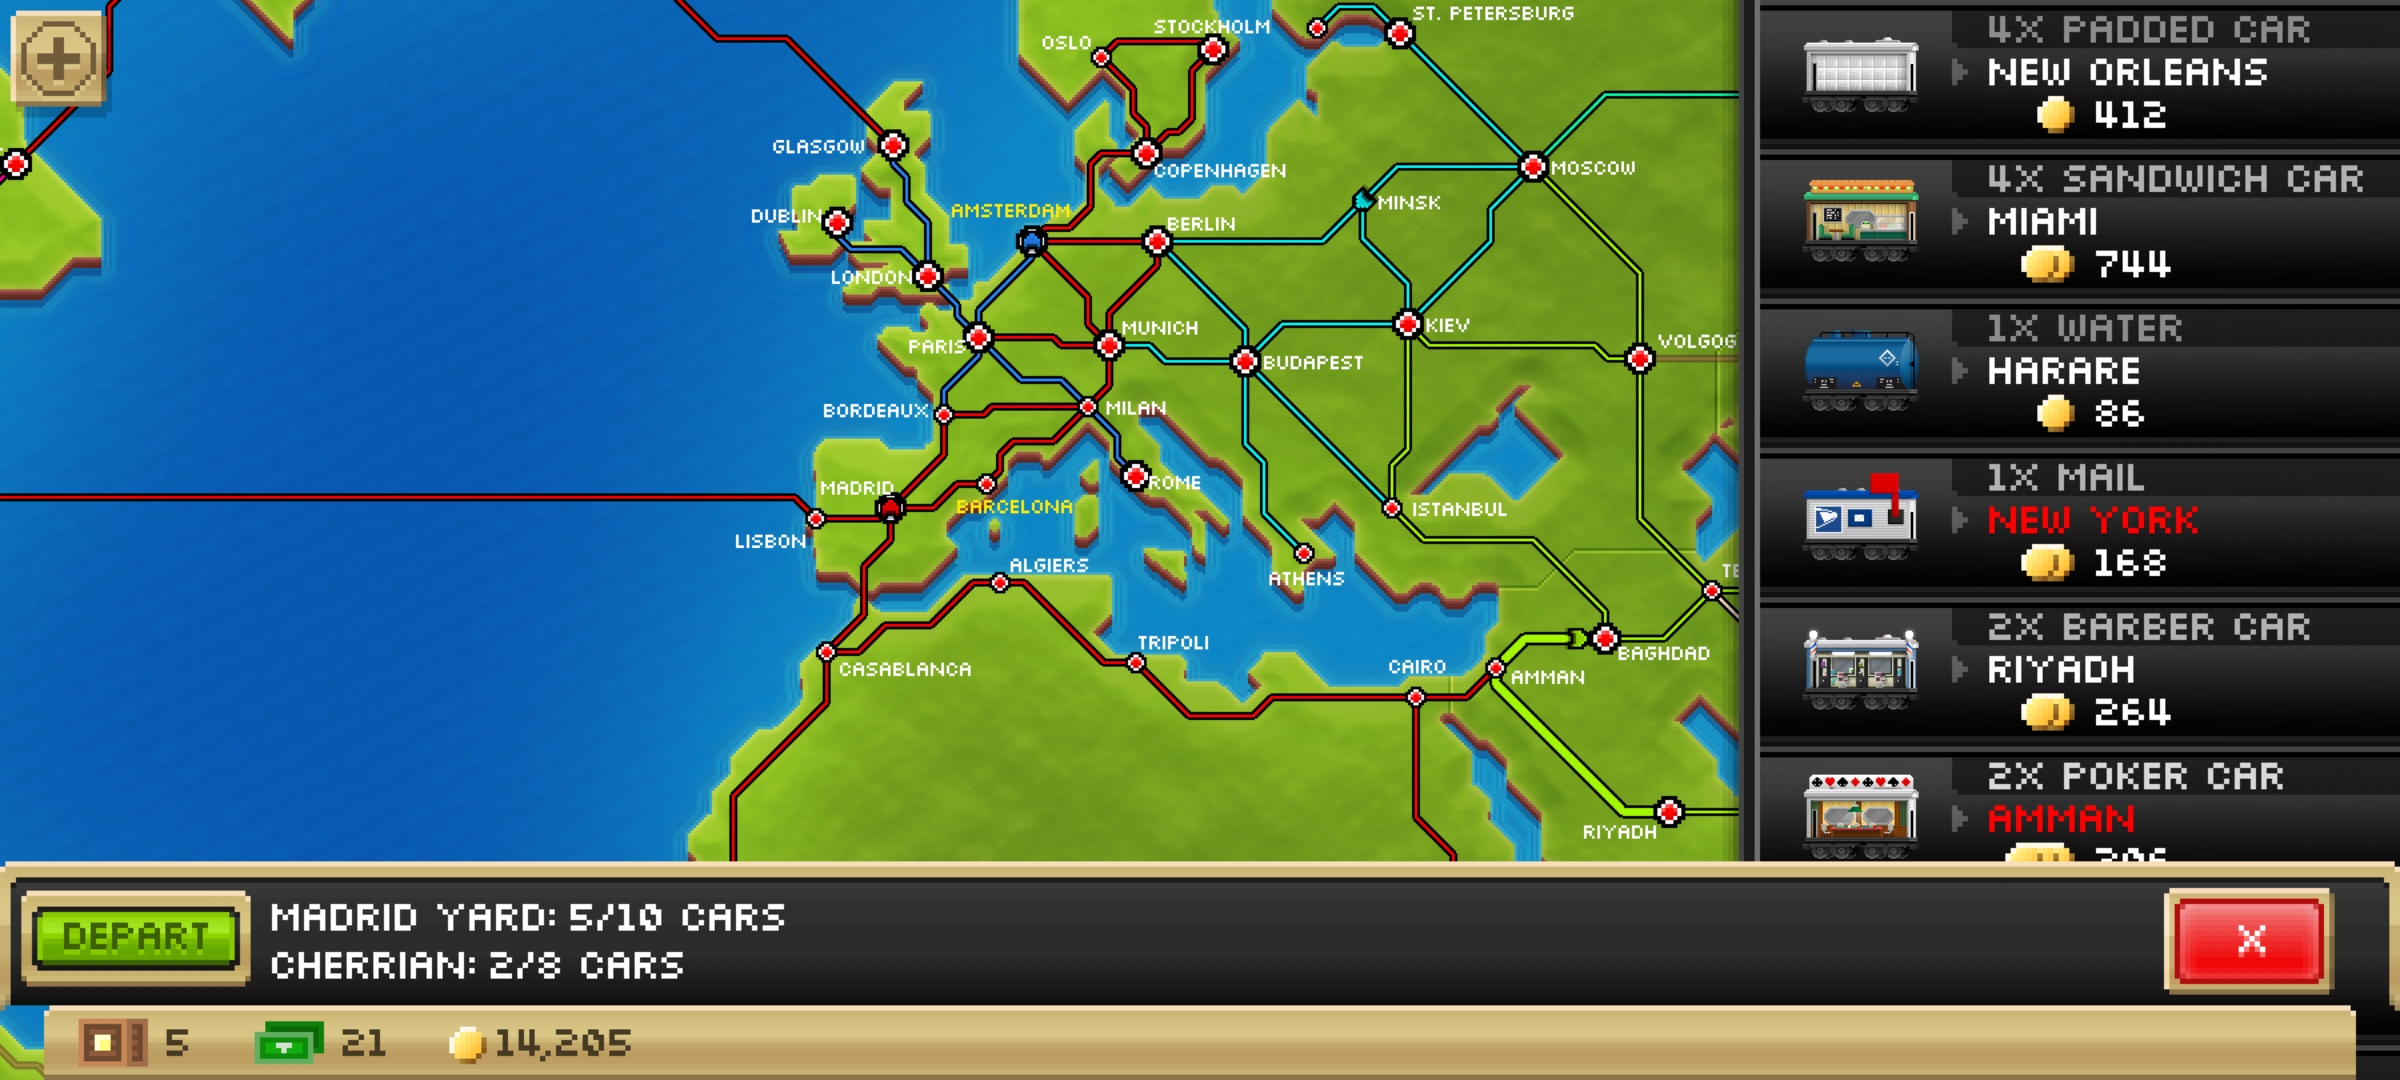 ST. PETERSBURG
STOCKHOLM
OSLO
GLASGOW
COPENHAGEN
MOSCOW
MINSK
DUBLIN
AMSTERDAM
BERLIN
LONDON
PARIS
MUNICH
KIEV
VOLGOG
BUDAPEST
BORDEAUX
MILAN
MADRID
ROME
BARCELONA
ISTANBUL
LISBON
ALGIERS
ATHENS
TE
TRIPOLI
CASABLANCA
CAIRO
AMMAN
BAGHDAD
RIYADH
4X PADDED CAR
NEW ORLEANS
412
4X SANDWICH CAR
MIAMI
744
1X WATER
HARARE
86
1X MAIL
NEW YORK
168
2X BARBER CAR
RIYADH
264
2X POKER CAR
AMMAN
DEPART
MADRID YARD: 5/10 CARS
CHERRIAN: 2/8 CARS
X
5
21
14,205